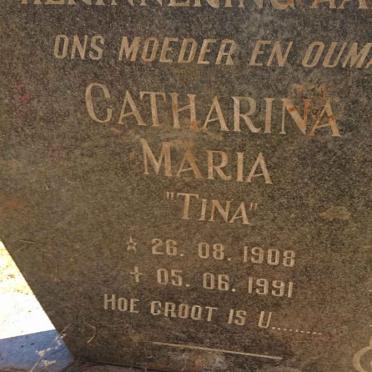 ONS MOEDER EN OUMA
CATHARINA
MARIA
"TINA"
☆ 26. 08. 1908
✝ 05. 06. 1991
HOE GROOT IS U.........